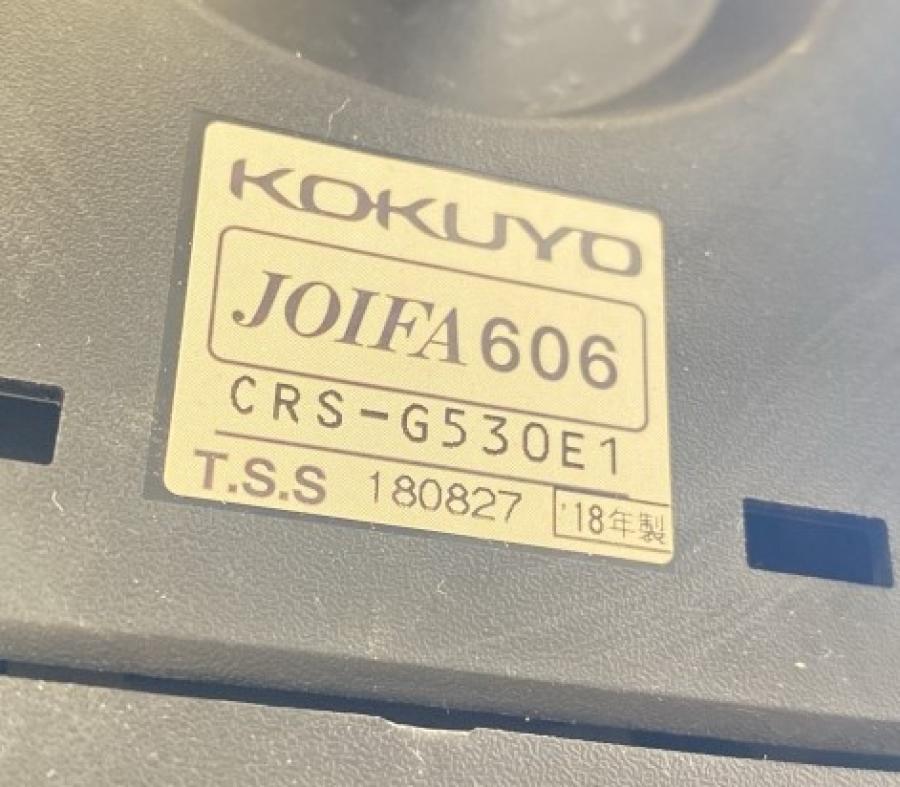 KOKUYO
JOIFA 606
CRS-G530E1
T.S.S 180827 '18年製